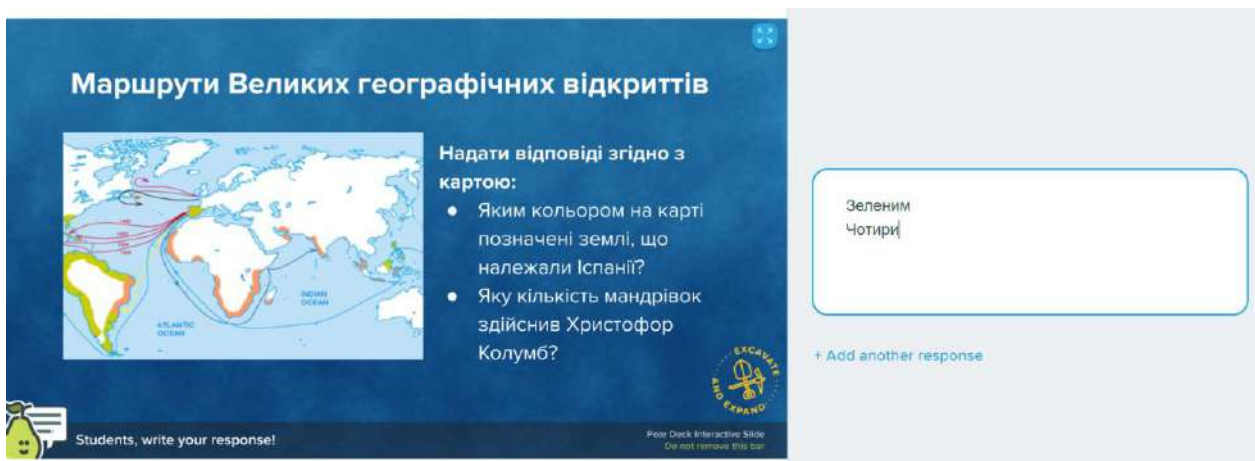 Маршрути Великих географічних відкриттів
Надати відповіді згідно з
картою:
● Яким кольором на карті
позначені землі, що
належали Іспанії?
● Яку кількість мандрівок
здійснив Христофор
Колумб?
INDIAN
OCEAN
ATLANTIC
OCEAN
EXCAVATE
AND EXPAND
Students, write your response!
Pear Deck Interactive Slide
Do not remove this bar
Зеленим
Чотири
+ Add another response